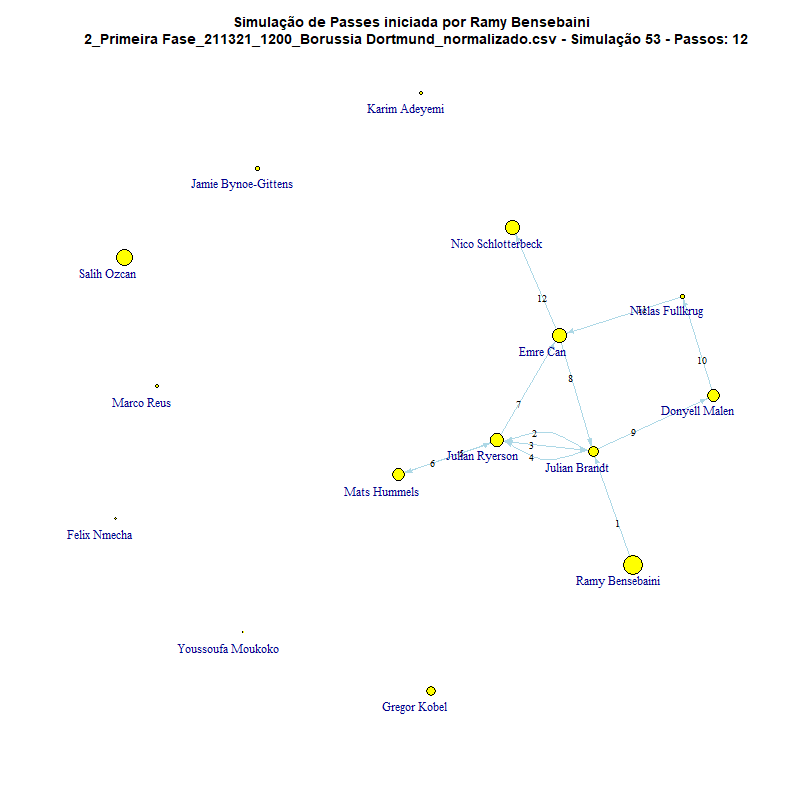 Simulação de Passes iniciada por Ramy Bensebaini
2_Primeira Fase_211321_1200_Borussia Dortmund_normalizado.csv - Simulação 53 - Passos: 12
Karim Adeyemi
Jamie Bynoe-Gittens
Nico Schlotterbeck
Salih Ozcan
12
Niclas Fullkrug
Emre Can
10
8
Marco Reus
7
Donyell Malen
2
9
3
Julian Ryerson
4
6
Julian Brandt
Mats Hummels
1
Felix Nmecha
Ramy Bensebaini
Youssoufa Moukoko
Gregor Kobel